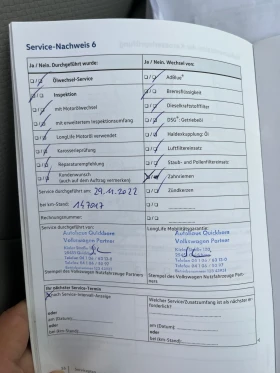 Service-Nachweis 6
Ja / Nein. Durchgeführt wurde:
Ölwechsel-Service
Inspektion
mit Motorölwechsel
mit erweitertem Inspektionsumfang
LongLife Motoröl verwendet
Karosserieprüfung
Reparaturempfehlung
Kundenwunsch
(auch auf dem Auftrag vermerken)
Service durchgeführt am: 29.11.2022
bei km-Stand: 147017
Rechnungsnummer:
Service durchgeführt von:
Autohaus Quickborn
Volkswagen Partner
Stempel des Volkswagen Nutzfahrzeuge Partners
Ja / Nein. Wechsel von:
AdBlue®
Bremsflüssigkeit
Dieselkraftstofffilter
DSG®-Getriebeöl
Haldexkupplung: Öl
Luftfiltereinsatz
Staub- und Pollenfiltereinsatz
Zahnriemen
Zündkerzen
LongLife Mobilitätsgarantie:
Autohaus Quickborn
Volkswagen Partner
Stempel des Volkswagen Nutzfahrzeuge Partners
Ihr nächster Service-Termin
nach Service-Intervall-Anzeige
oder
am (Datum):
oder
bei (km-Stand):
Welcher Service/Zusatzumfang ist als nächster erforderlich?
am (Datum):
oder
bei (km-Stand):